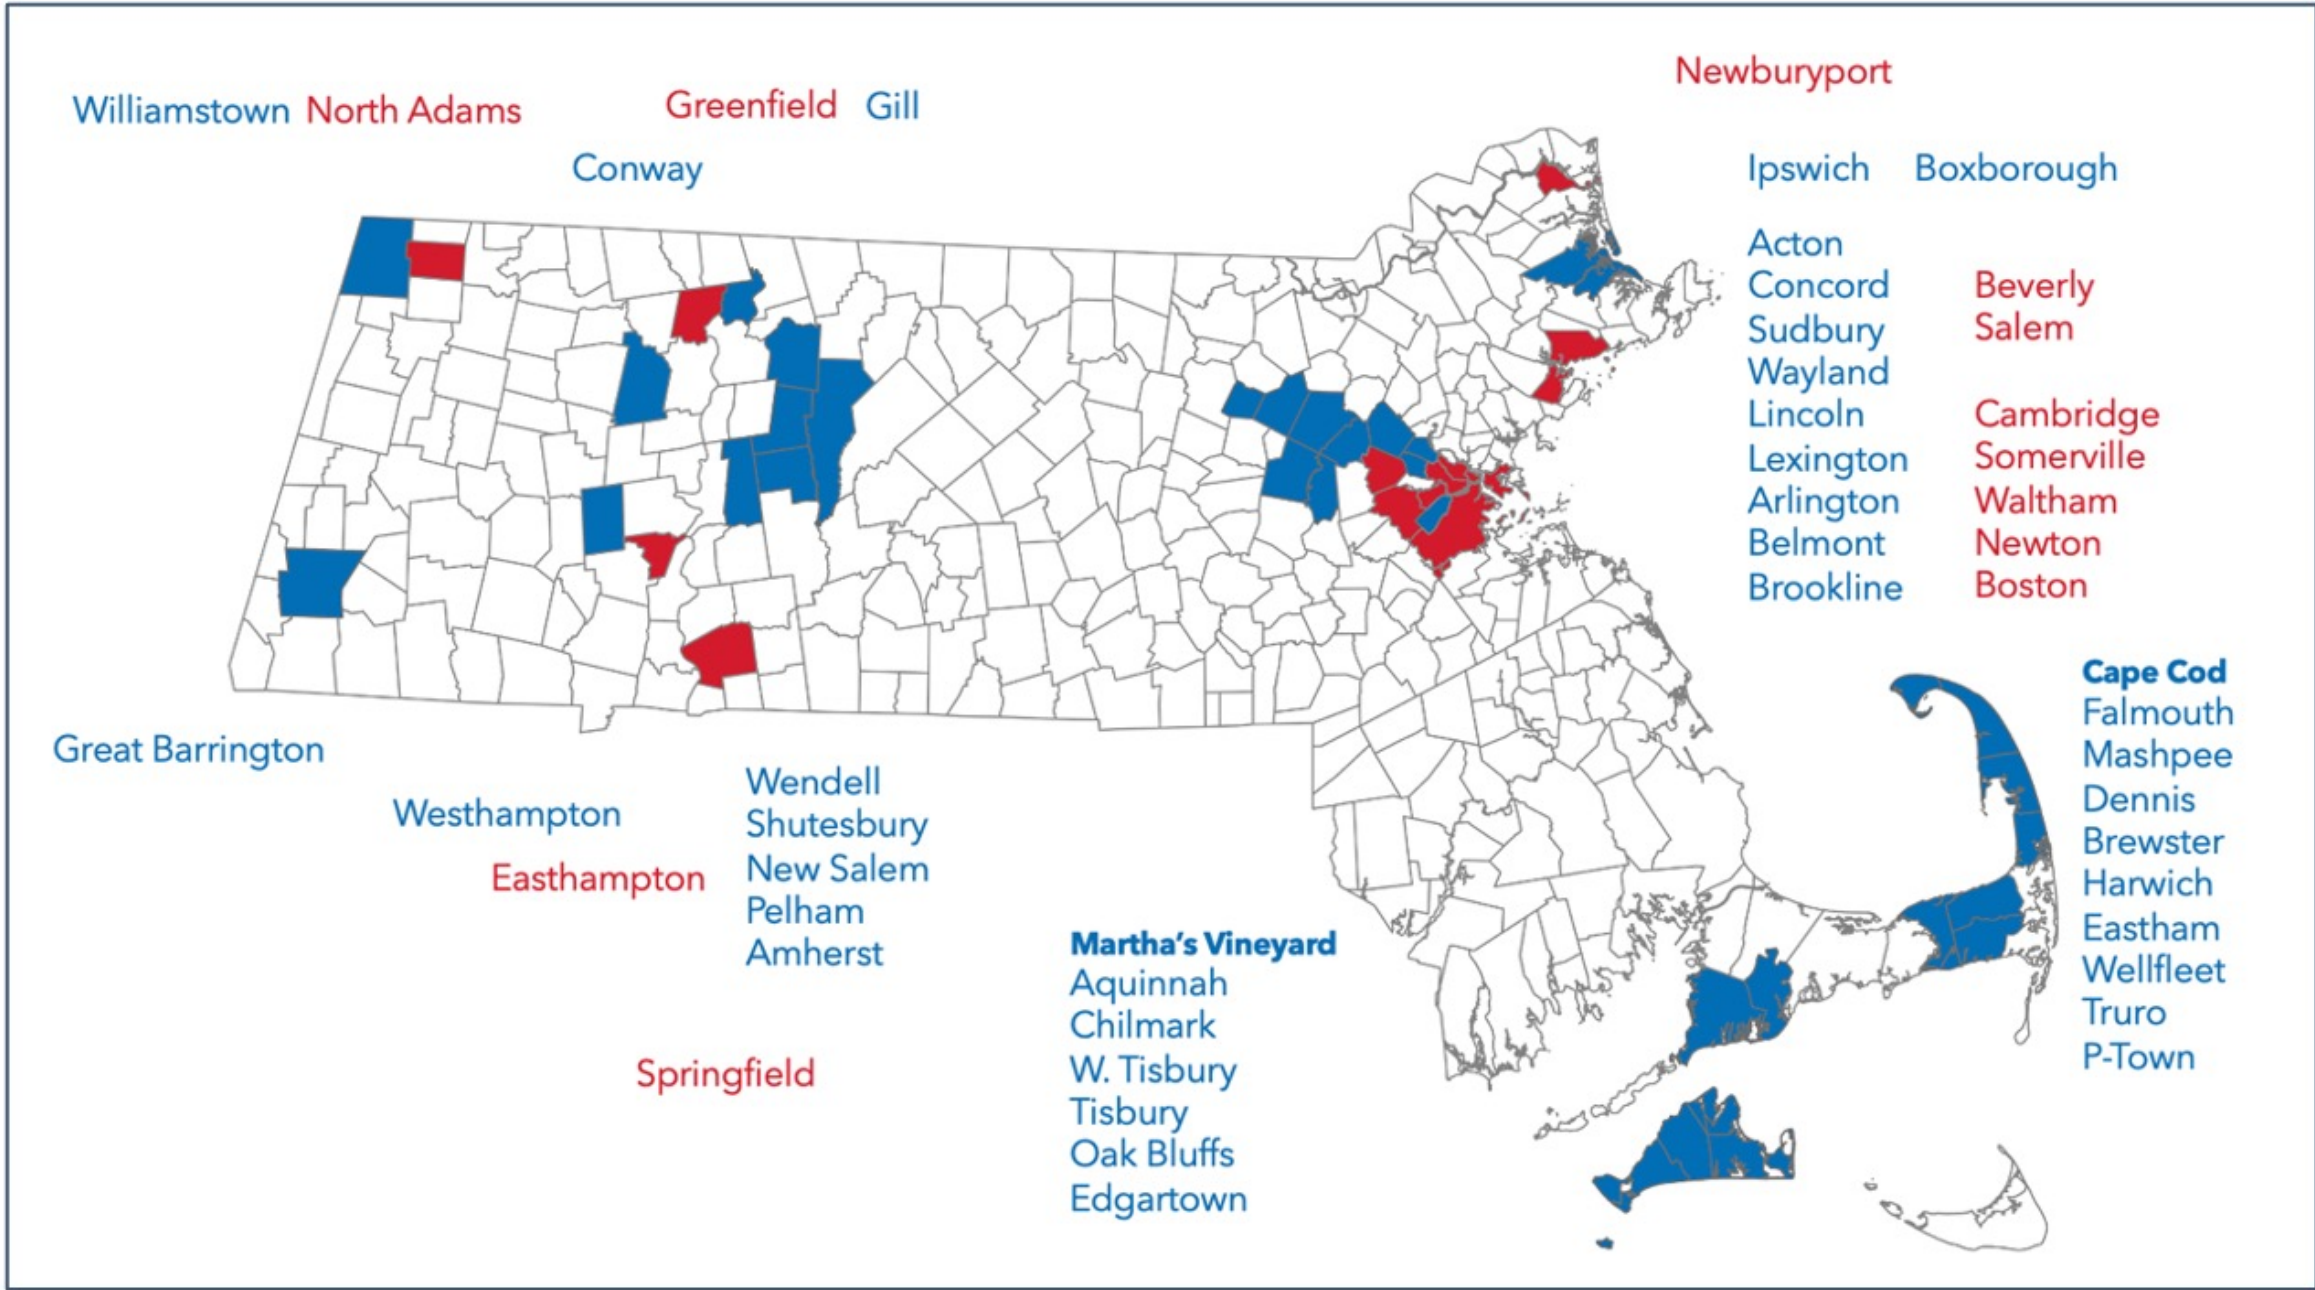 Newburyport
Williamstown North Adams
Greenfield Gill
Conway
Ipswich Boxborough
Acton
Concord
Sudbury
Wayland
Lincoln
Lexington
Arlington
Belmont
Brookline
Beverly
Salem
Cambridge
Somerville
Waltham
Newton
Boston
Cape Cod
Falmouth
Mashpee
Dennis
Brewster
Harwich
Eastham
Wellfleet
Truro
P-Town
Great Barrington
Westhampton
Easthampton
Wendell
Shutesbury
New Salem
Pelham
Amherst
Springfield
Martha's Vineyard
Aquinnah
Chilmark
W. Tisbury
Tisbury
Oak Bluffs
Edgartown